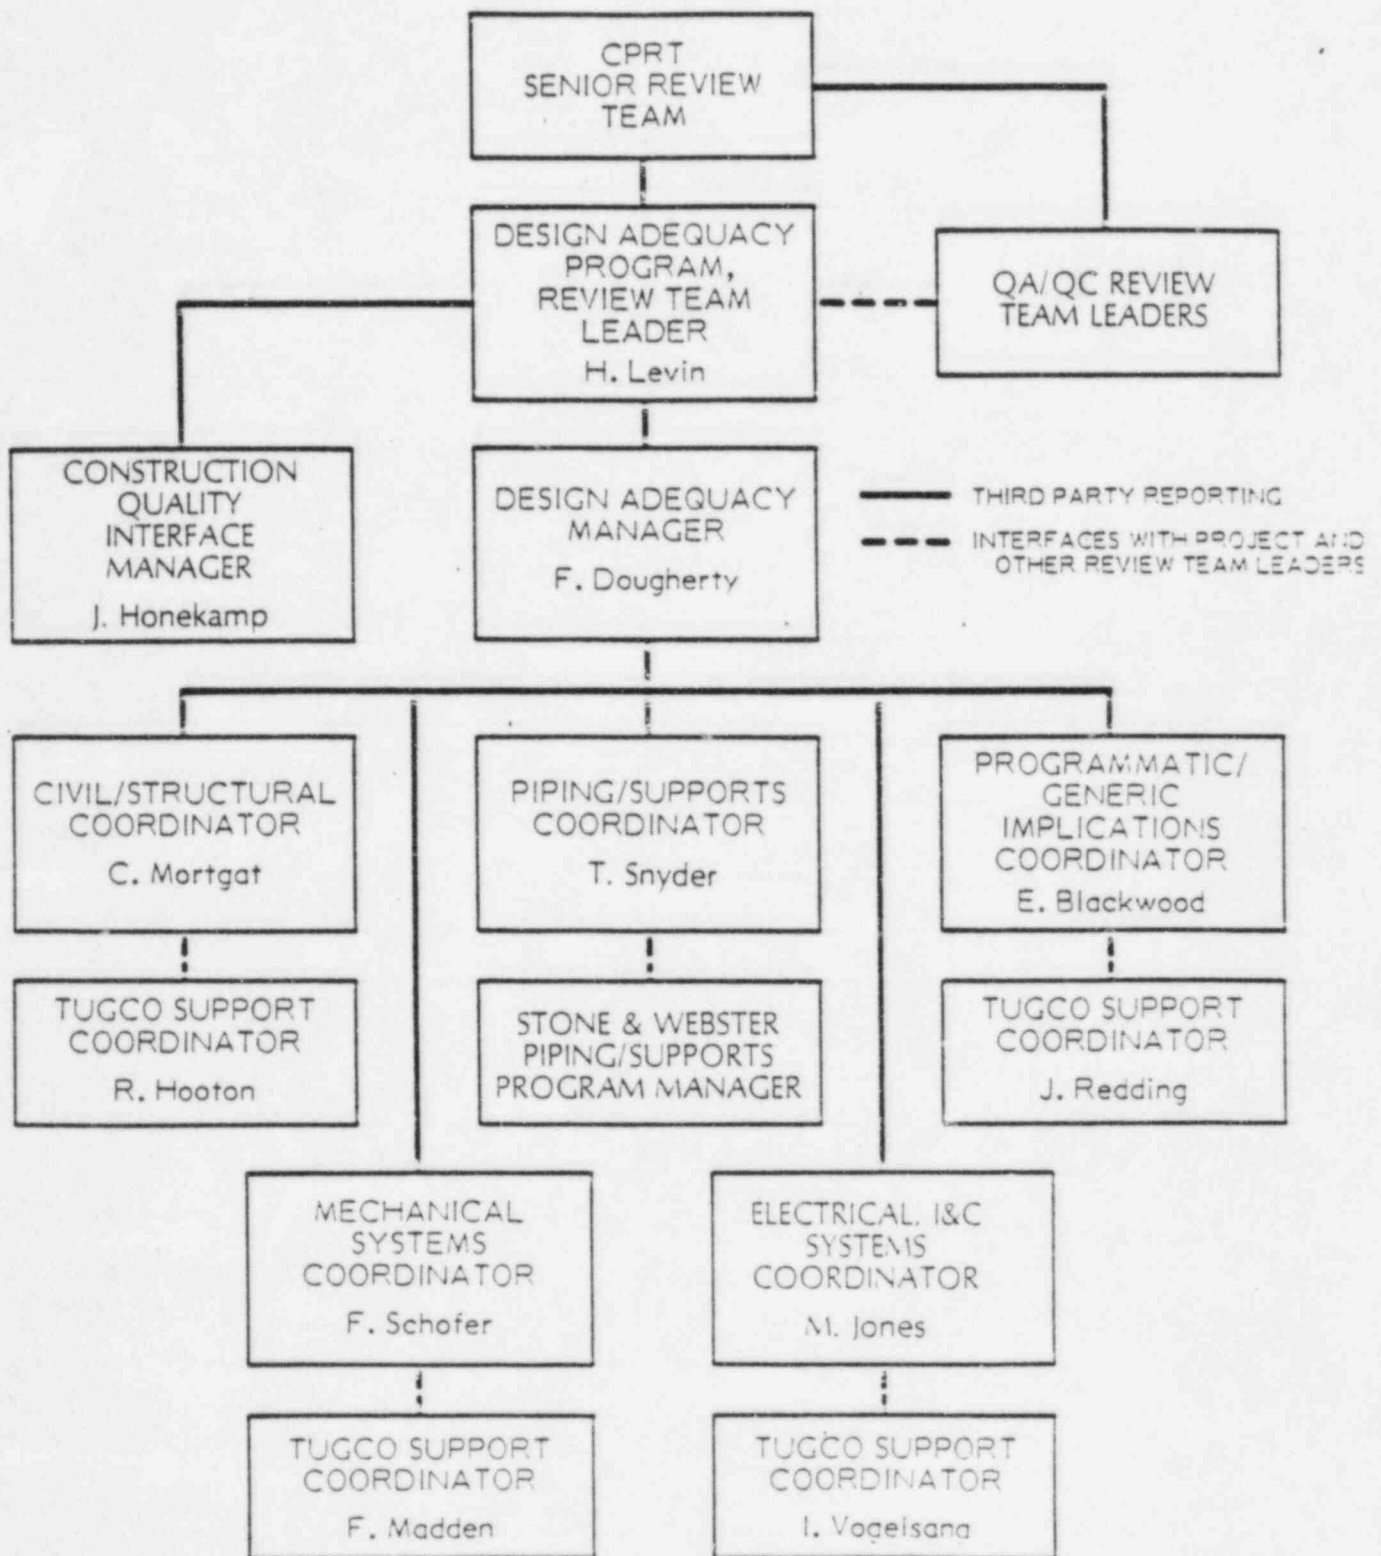 CPRT
SENIOR REVIEW
TEAM
DESIGN ADEQUACY
PROGRAM,
REVIEW TEAM
LEADER
H. Levin
QA/QC REVIEW
TEAM LEADERS
CONSTRUCTION
QUALITY
INTERFACE
MANAGER
J. Honekamp
DESIGN ADEQUACY
MANAGER
F. Dougherty
THIRD PARTY REPORTING
INTERFACES WITH PROJECT AND
OTHER REVIEW TEAM LEADERS
CIVIL/STRUCTURAL
COORDINATOR
C. Mortgat
PIPING/SUPPORTS
COORDINATOR
T. Snyder
PROGRAMMATIC/
GENERIC
IMPLICATIONS
COORDINATOR
E. Blackwood
TUGCO SUPPORT
COORDINATOR
R. Hooton
STONE & WEBSTER
PIPING/SUPPORTS
PROGRAM MANAGER
TUGCO SUPPORT
COORDINATOR
J. Redding
MECHANICAL
SYSTEMS
COORDINATOR
F. Schofer
ELECTRICAL, I&C
SYSTEMS
COORDINATOR
M. Jones
TUGCO SUPPORT
COORDINATOR
F. Madden
TUGCO SUPPORT
COORDINATOR
I. Vogelsang